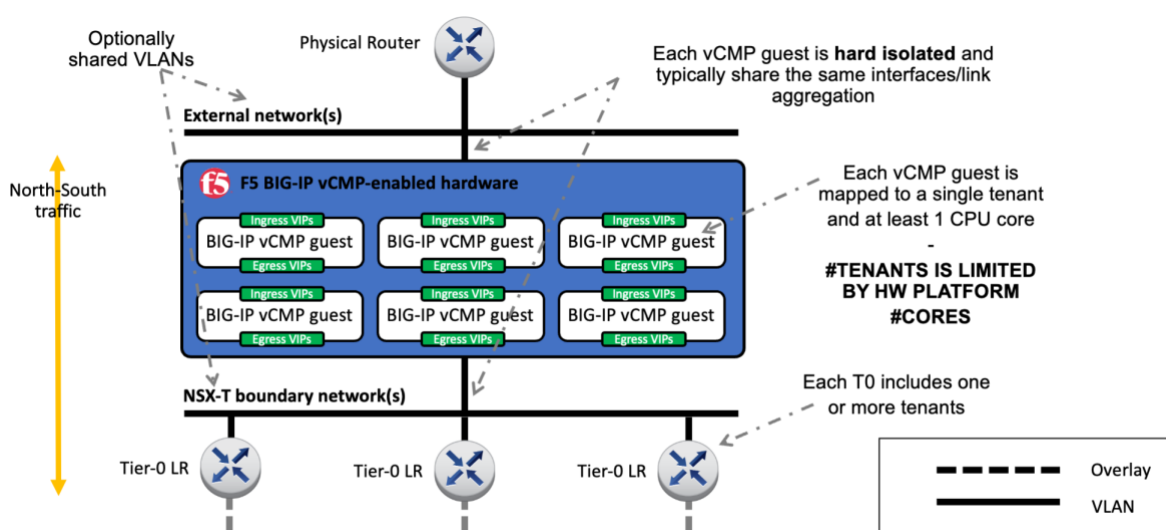 Optionally
shared VLANs
Physical Router
Each vCMP guest is hard isolated and
typically share the same interfaces/link
aggregation
External network(s)
North-South
traffic
f5
F5 BIG-IP vCMP-enabled hardware
Ingress VIPs
BIG-IP vCMP guest
Egress VIPs
Ingress VIPs
BIG-IP vCMP guest
Egress VIPs
Ingress VIPs
BIG-IP vCMP guest
Egress VIPs
Ingress VIPs
BIG-IP vCMP guest
Egress VIPs
Ingress VIPs
BIG-IP vCMP guest
Egress VIPs
Ingress VIPs
BIG-IP vCMP guest
Egress VIPs
Each vCMP guest is
mapped to a single tenant
and at least 1 CPU core
-
#TENANTS IS LIMITED
BY HW PLATFORM
#CORES
NSX-T boundary network(s)
Each T0 includes one
or more tenants
Tier-0 LR
Tier-0 LR
Tier-0 LR
Overlay
VLAN